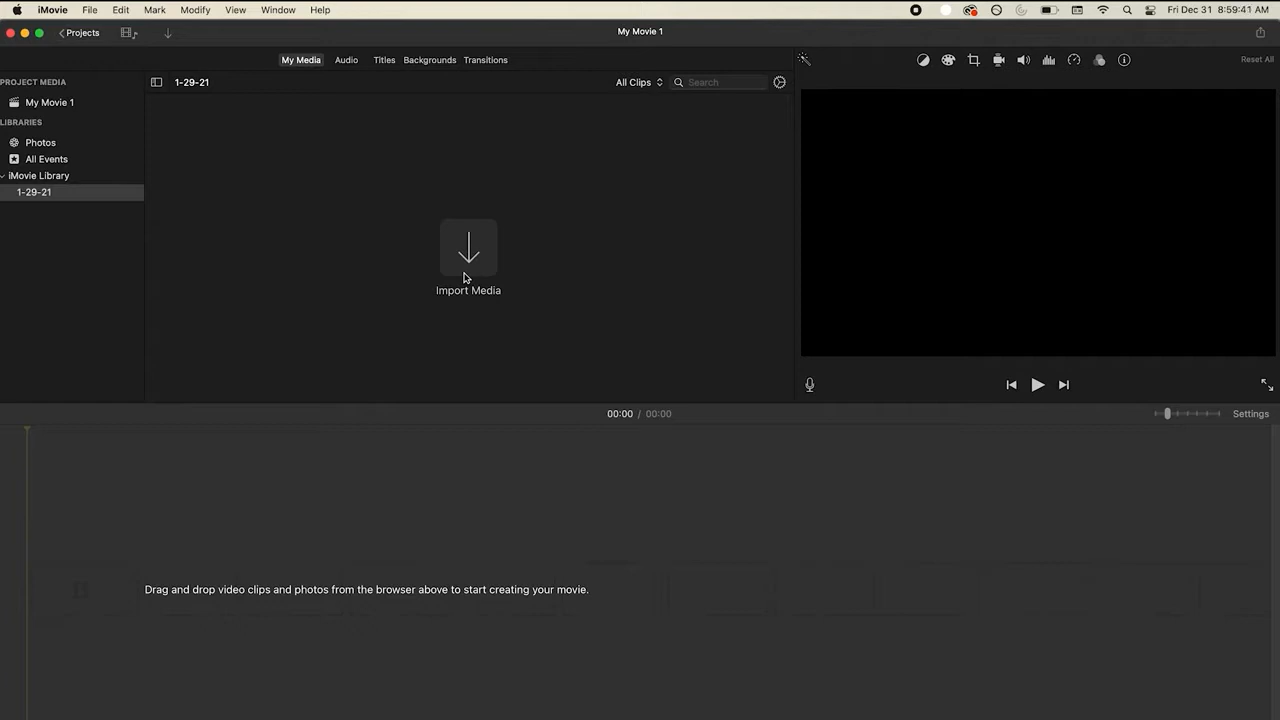 iMovie File Edit Mark Modify View Window Help Fri Dec 31 8:59:41 AM
Projects My Movie 1
My Media Audio Titles Backgrounds Transitions Reset All
PROJECT MEDIA
My Movie 1
LIBRARIES
Photos
All Events
iMovie Library
1-29-21
1-29-21 All Clips Search
Import Media
00:00 / 00:00 Settings
Drag and drop video clips and photos from the browser above to start creating your movie.